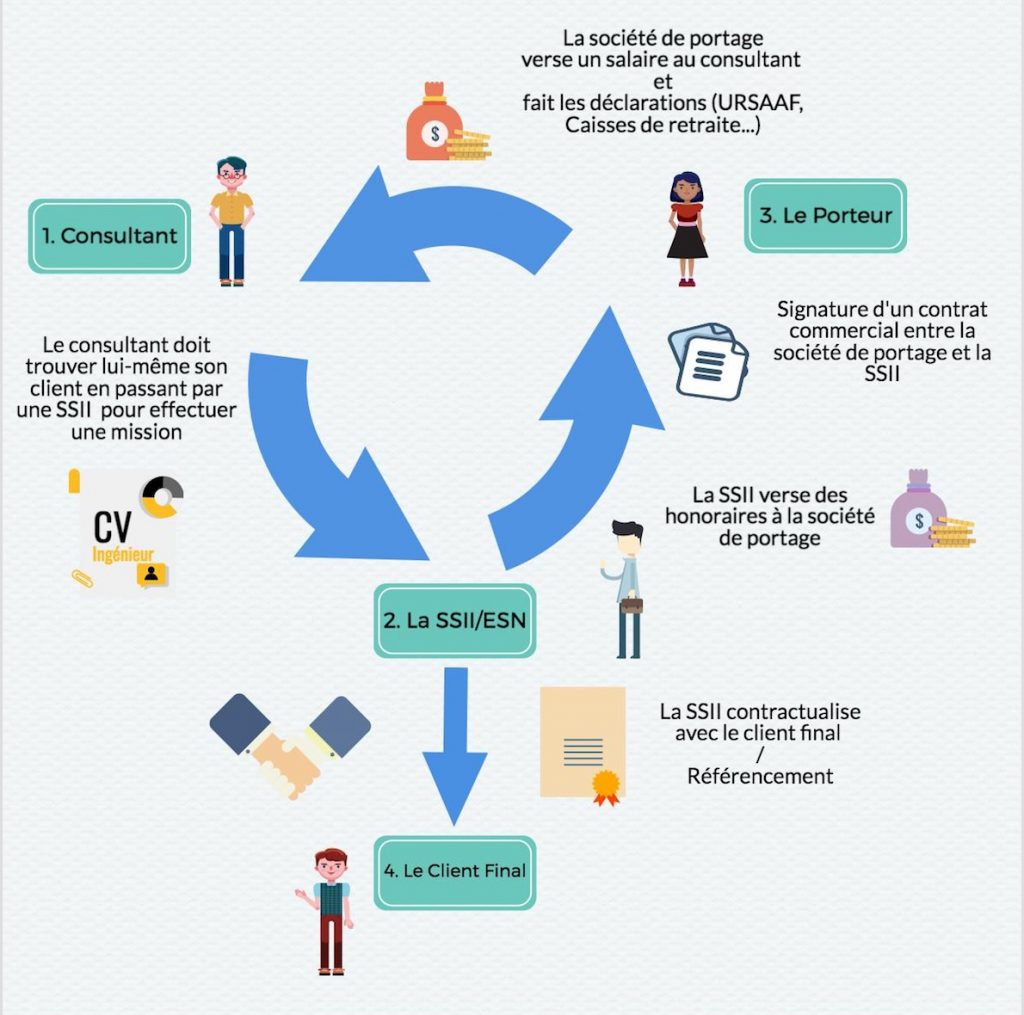 La société de portage
verse un salaire au consultant
et
fait les déclarations (URSAAF,
Caisses de retraite...)
$
1. Consultant
3. Le Porteur
Le consultant doit
trouver lui-même son
client en passant par
une SSII pour effectuer
une mission
Signature d'un contrat
commercial entre la
société de portage et la
SSII
CV
Ingénieur
La SSII verse des
honoraires à la société
de portage
$
2. La SSII/ESN
La SSII contractualise
avec le client final
/
Référencement
4. Le Client Final